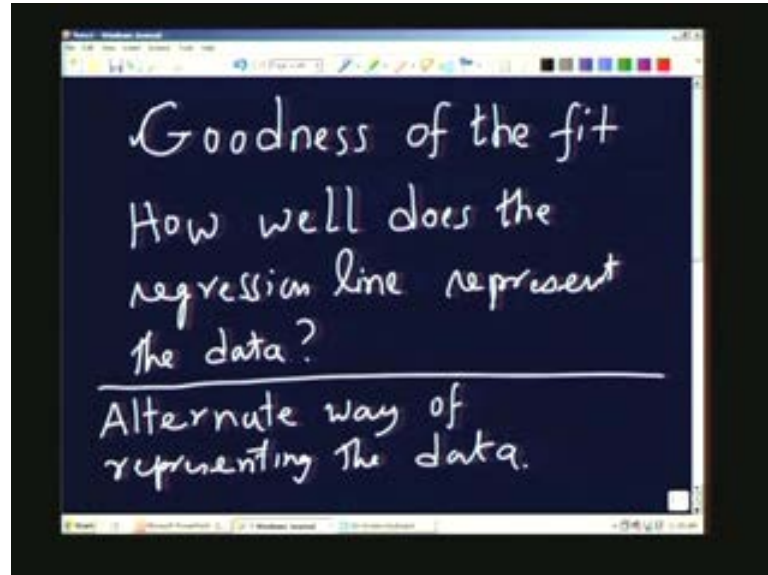 Goodness of the fit
How well does the
regression line represent
the data?
Alternate way of
representing the data.